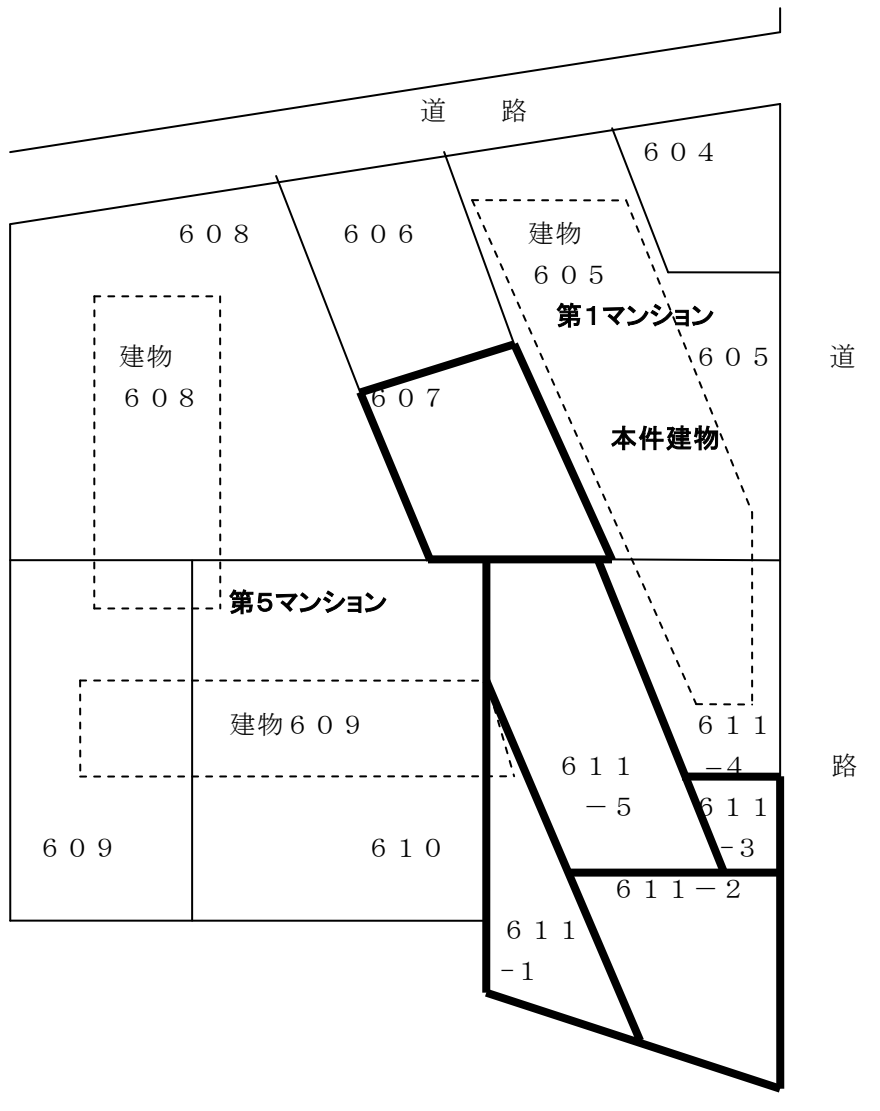 道　路
６０４
６０８
６０６
建物
６０５
第１マンション
建物
６０８
６０７
６０５
道
本件建物
第５マンション
建物６０９
６１１
－4
６１１
－５
路
６１１
-３
６０９
６１０
６１１－２
６１１
-１